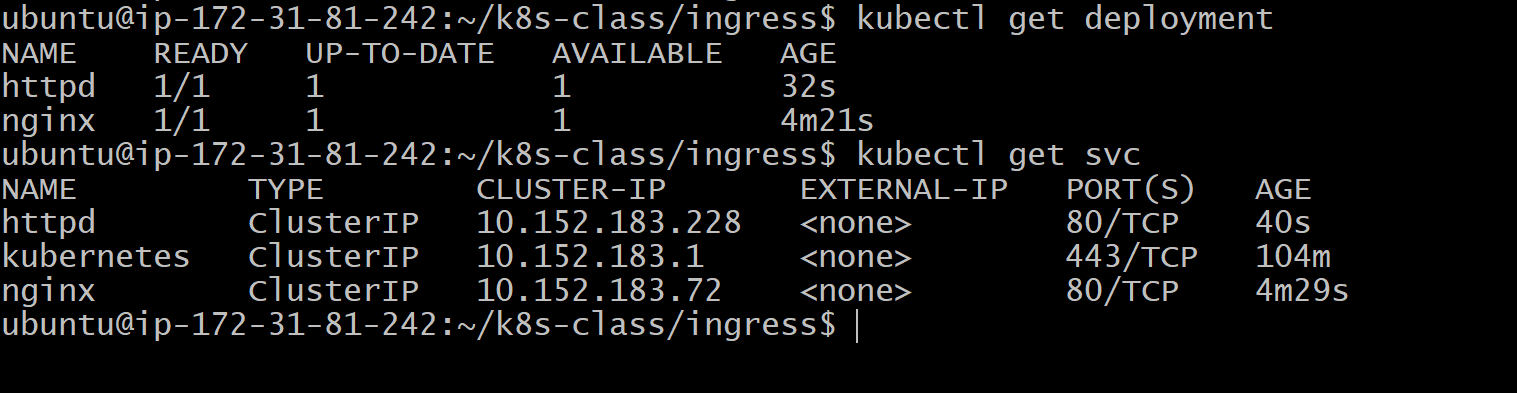 ubuntu@ip-172-31-81-242:~/k8s-class/ingress$ kubectl get deployment
NAME    READY   UP-TO-DATE   AVAILABLE   AGE
httpd   1/1     1            1           32s
nginx   1/1     1            1           4m21s
ubuntu@ip-172-31-81-242:~/k8s-class/ingress$ kubectl get svc
NAME         TYPE        CLUSTER-IP       EXTERNAL-IP   PORT(S)   AGE
httpd        ClusterIP   10.152.183.228   <none>        80/TCP    40s
kubernetes   ClusterIP   10.152.183.1     <none>        443/TCP   104m
nginx        ClusterIP   10.152.183.72    <none>        80/TCP    4m29s
ubuntu@ip-172-31-81-242:~/k8s-class/ingress$